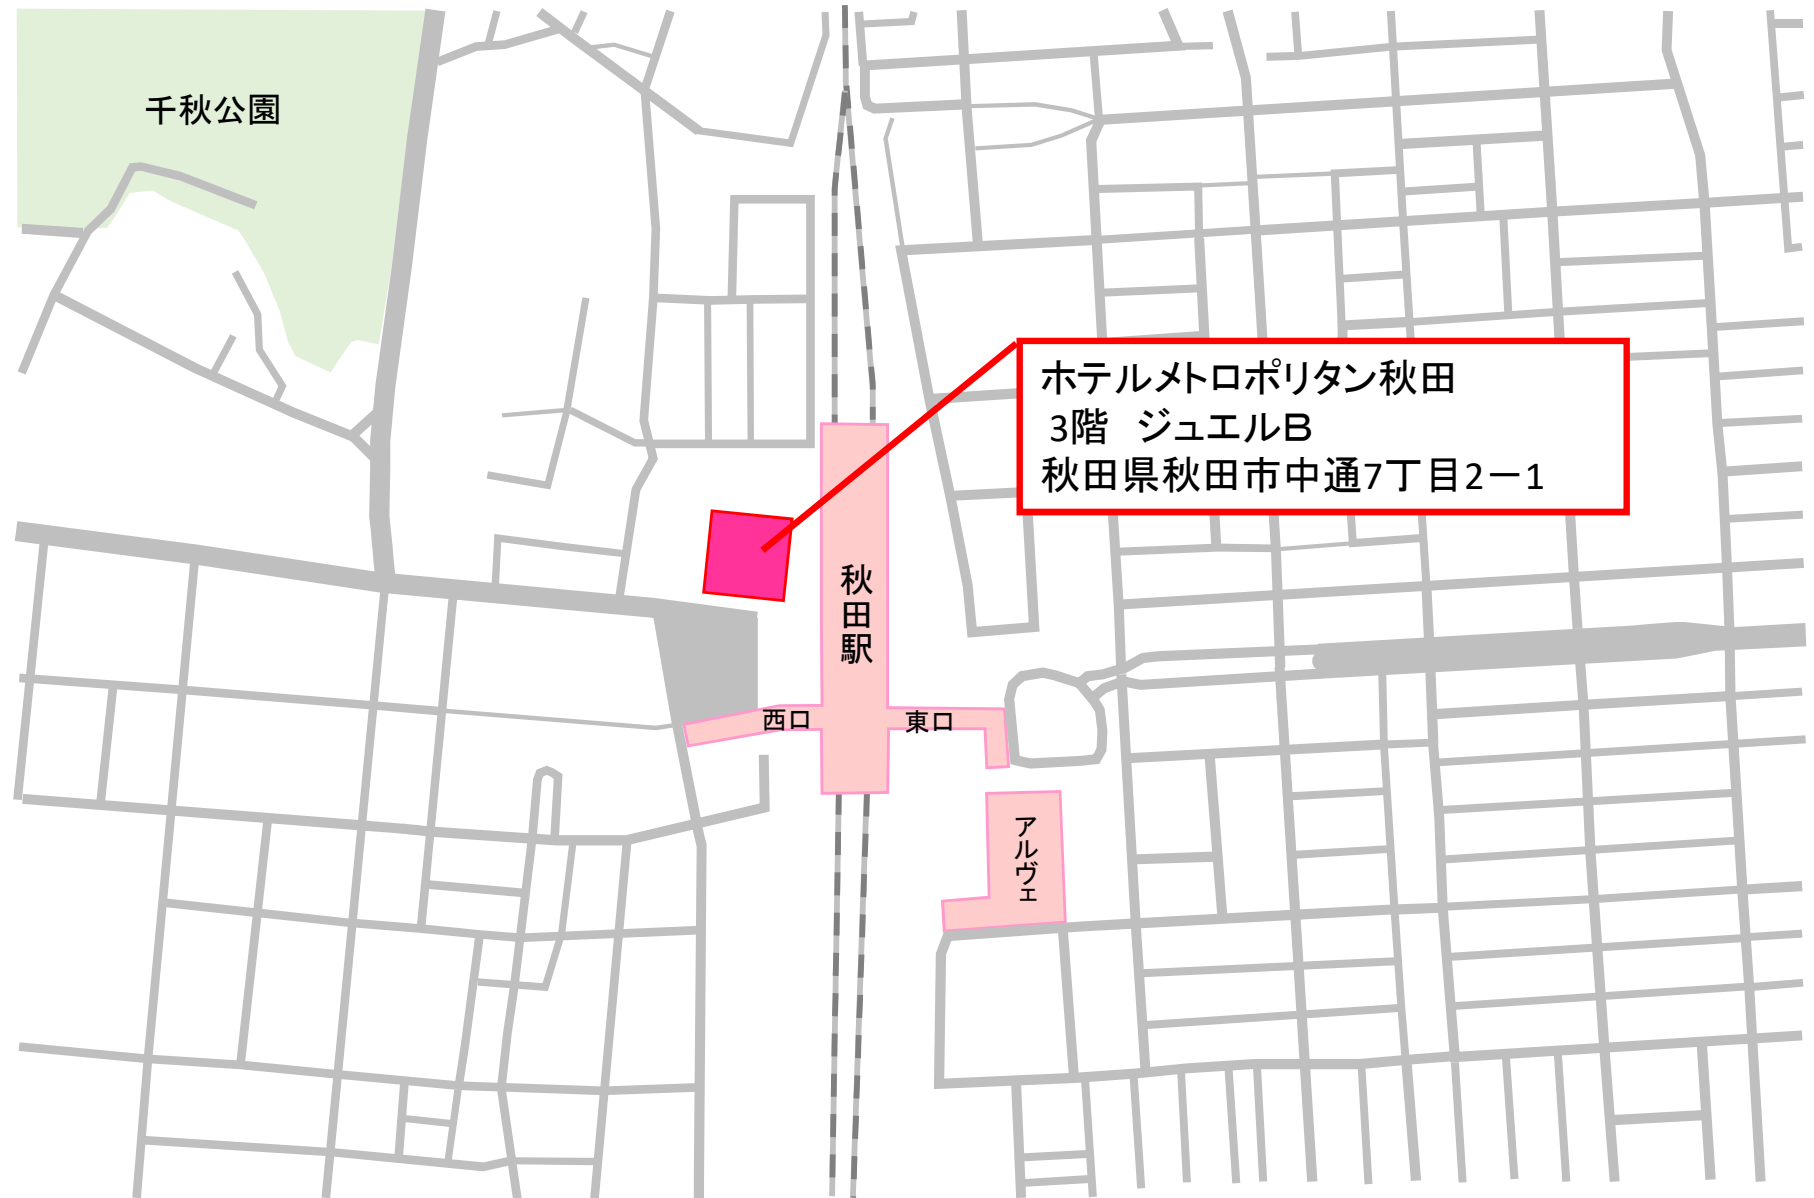 千秋公園
ホテルメトロポリタン秋田
3階　ジュエルB
秋田県秋田市中通7丁目2－1
秋田駅
西口
東口
アルヴェ